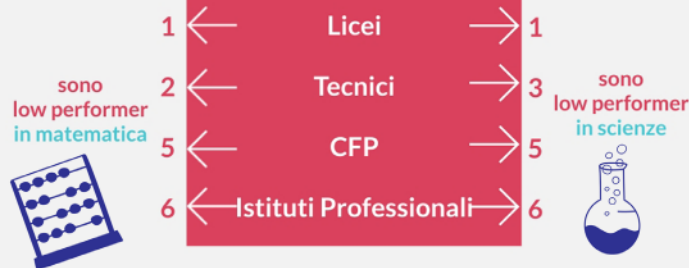 1 Licei 1
2 Tecnici 3
5 CFP 5
6 Istituti Professionali 6
sono
low performer
in matematica
sono
low performer
in scienze